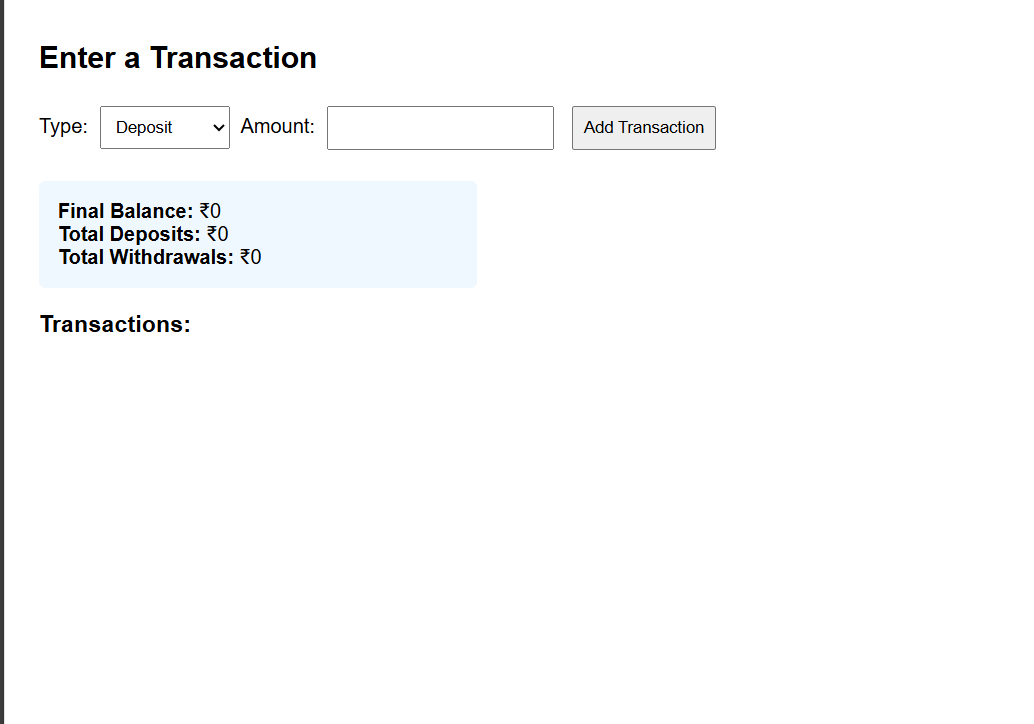 Enter a Transaction
Type: Deposit Amount: Add Transaction
Final Balance: ₹0
Total Deposits: ₹0
Total Withdrawals: ₹0
Transactions: